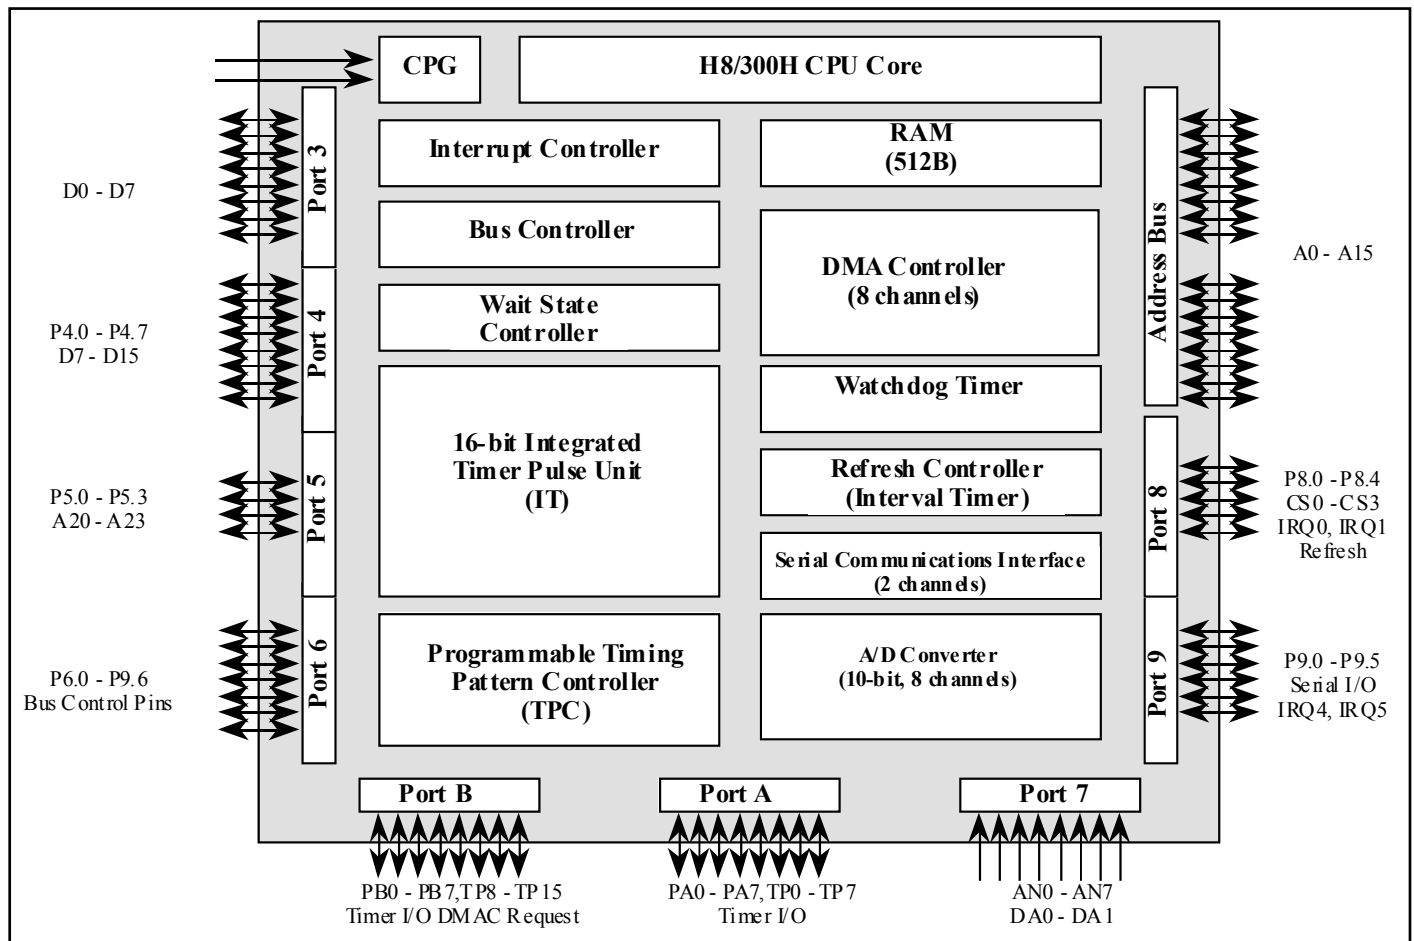 CPG
H8/300H CPU Core
Port 3
Interrupt Controller
RAM
(512B)
D0 - D7
Bus Controller
Address Bus
A0 - A15
DMA Controller
(8 channels)
Port 4
Wait State
Controller
P4.0 - P4.7
D7 - D15
16-bit Integrated
Timer Pulse Unit
(IT)
Watchdog Timer
Port 5
P5.0 - P5.3
A20 - A23
Refresh Controller
(Interval Timer)
Port 8
P8.0 - P8.4
CS0 - CS3
IRQ0, IRQ1
Refresh
Serial Communications Interface
(2 channels)
Port 6
P6.0 - P9.6
Bus Control Pins
Programmable Timing
Pattern Controller
(TPC)
A/D Converter
(10-bit, 8 channels)
Port 9
P9.0 - P9.5
Serial I/O
IRQ4, IRQ5
Port B
Port A
Port 7
PB0 - PB7,TP8 - TP15
Timer I/O DMAC Request
PA0 - PA7,TP0 - TP7
Timer I/O
AN0 - AN7
DA0 - DA1